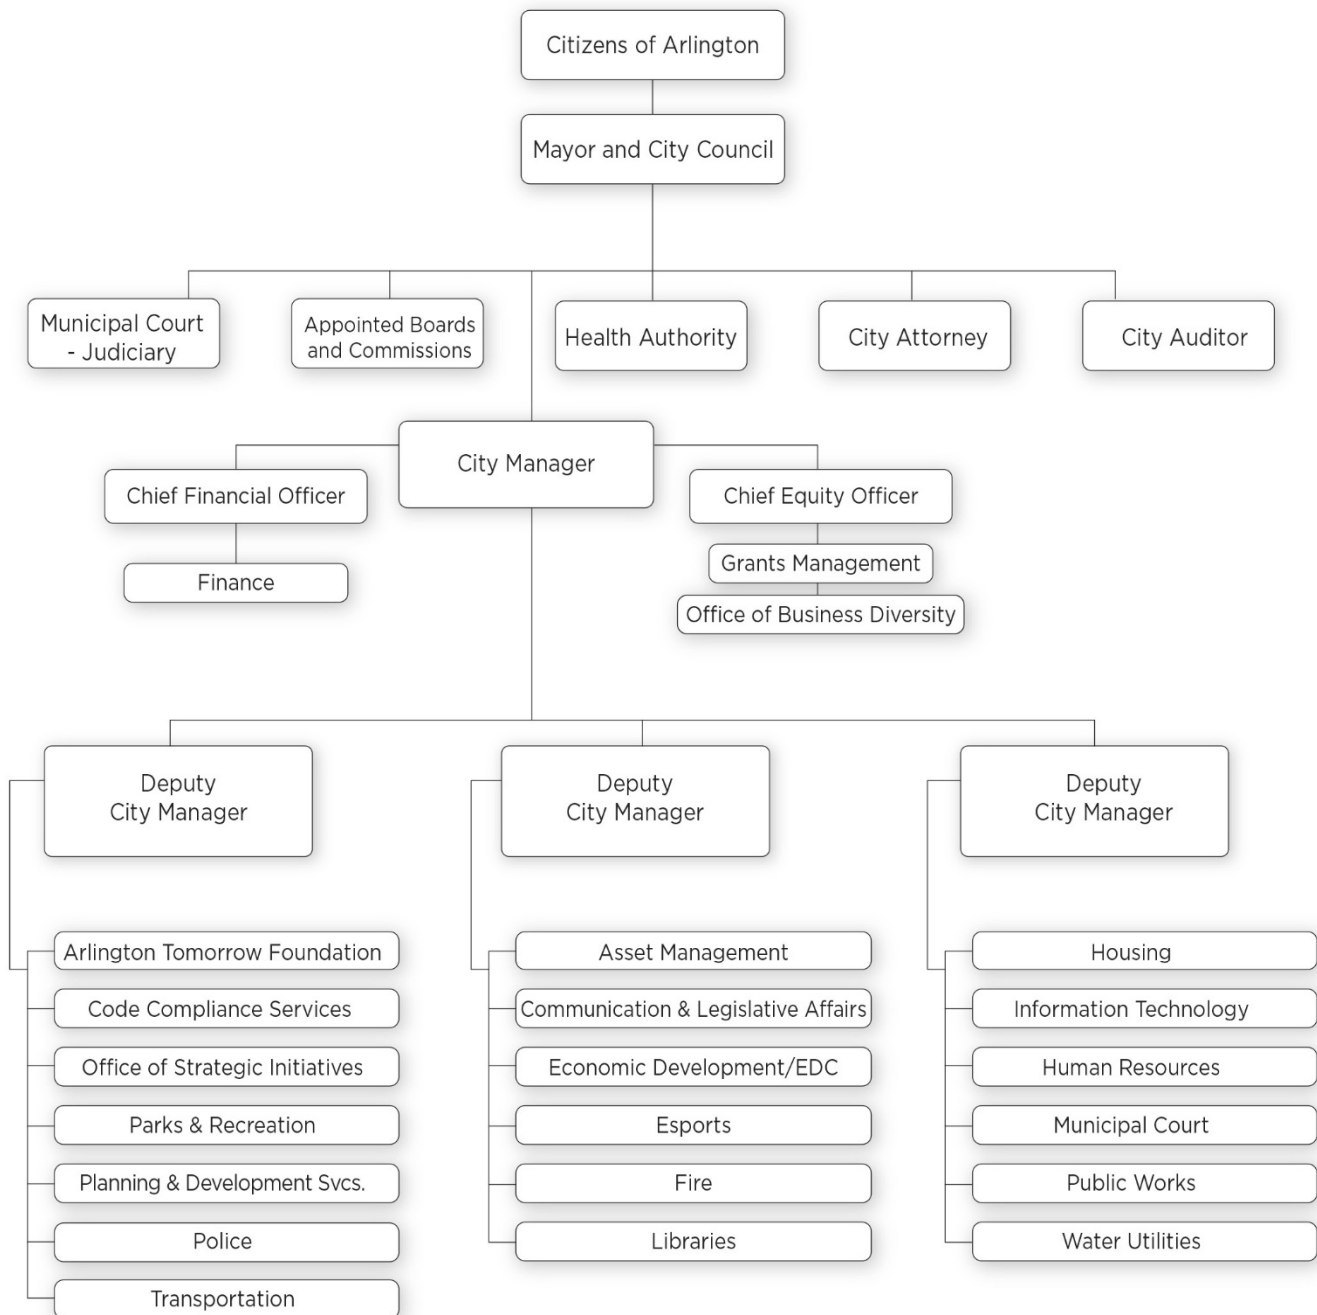 Citizens of Arlington
Mayor and City Council
Municipal Court
- Judiciary
Appointed Boards
and Commissions
Health Authority
City Attorney
City Auditor
City Manager
Chief Financial Officer
Finance
Chief Equity Officer
Grants Management
Office of Business Diversity
Deputy
City Manager
Arlington Tomorrow Foundation
Code Compliance Services
Office of Strategic Initiatives
Parks & Recreation
Planning & Development Svcs.
Police
Transportation
Deputy
City Manager
Asset Management
Communication & Legislative Affairs
Economic Development/EDC
Esports
Fire
Libraries
Deputy
City Manager
Housing
Information Technology
Human Resources
Municipal Court
Public Works
Water Utilities